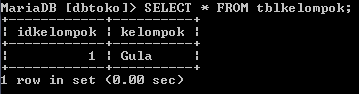 MariaDB [dbtoko]> SELECT * FROM tblkelompok;
+------------+----------+
| idkelompok | kelompok |
+------------+----------+
|          1 | Gula     |
+------------+----------+
1 row in set (0.00 sec)